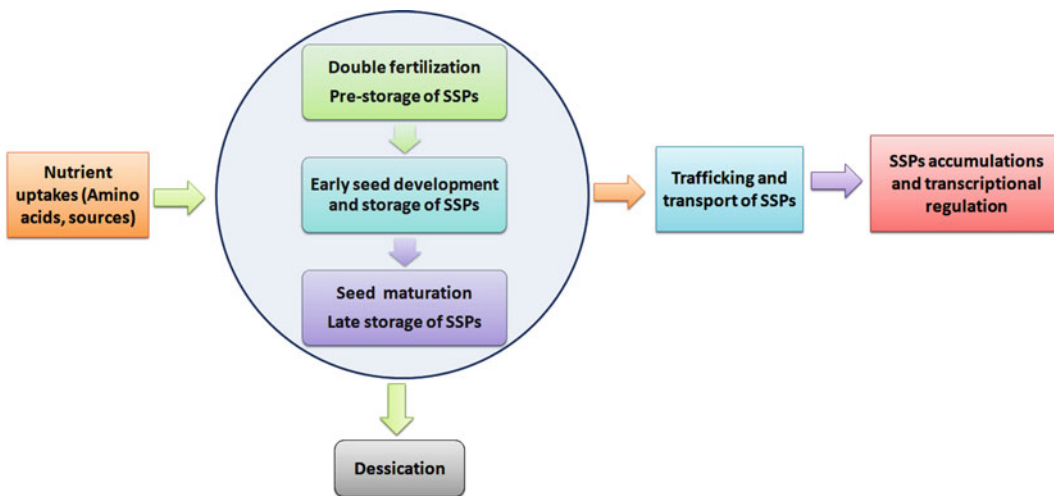 Nutrient
uptakes (Amino
acids, sources)
Double fertilization
Pre-storage of SSPs
Early seed development
and storage of SSPs
Seed maturation
Late storage of SSPs
Dessication
Trafficking and
transport of SSPs
SSPs accumulations
and transcriptional
regulation